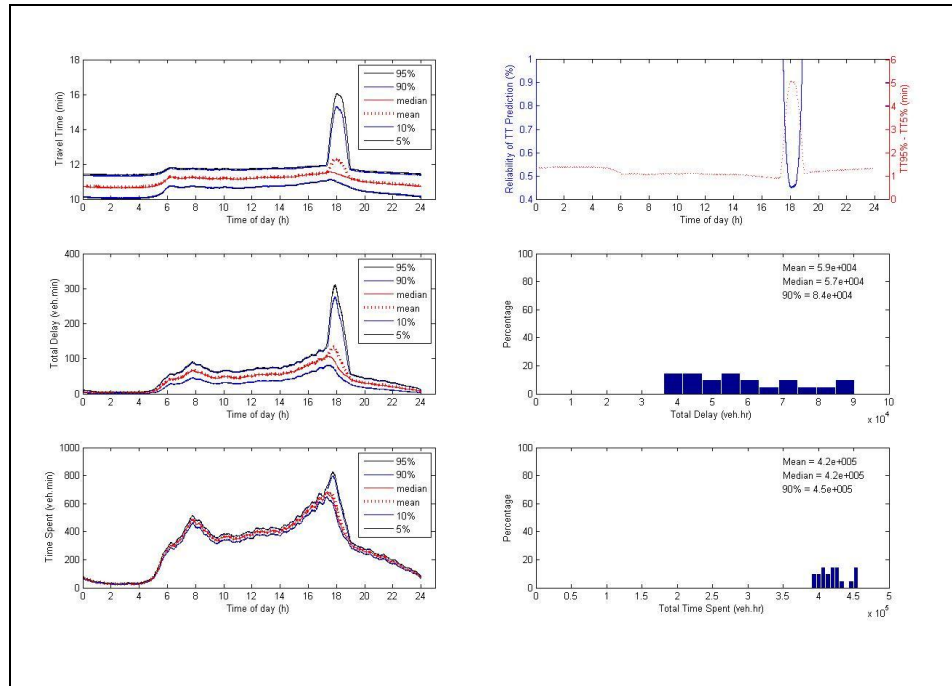 18
16
14
12
10
Travel Time (min)
95%
90%
median
mean
10%
5%
0 2 4 6 8 10 12 14 16 18 20 22 24
Time of day (h)
1
0.9
0.8
0.7
0.6
0.5
0.4
Reliability of TT Prediction (%)
6
5
4
3
2
1
0
TT95% - TT5% (min)
0 2 4 6 8 10 12 14 16 18 20 22 24
Time of day (h)
400
300
200
100
0
Total Delay (veh.min)
95%
90%
median
mean
10%
5%
0 2 4 6 8 10 12 14 16 18 20 22 24
Time of day (h)
100
80
60
40
20
0
Percentage
Mean = 5.9e+004
Median = 5.7e+004
90% = 8.4e+004
0 1 2 3 4 5 6 7 8 9 10
Total Delay (veh.hr)
x 10^4
1000
800
600
400
200
0
Time Spent (veh.min)
95%
90%
median
mean
10%
5%
0 2 4 6 8 10 12 14 16 18 20 22 24
Time of day (h)
100
80
60
40
20
0
Percentage
Mean = 4.2e+005
Median = 4.2e+005
90% = 4.5e+005
0 0.5 1 1.5 2 2.5 3 3.5 4 4.5 5
Total Time Spent (veh.hr)
x 10^5